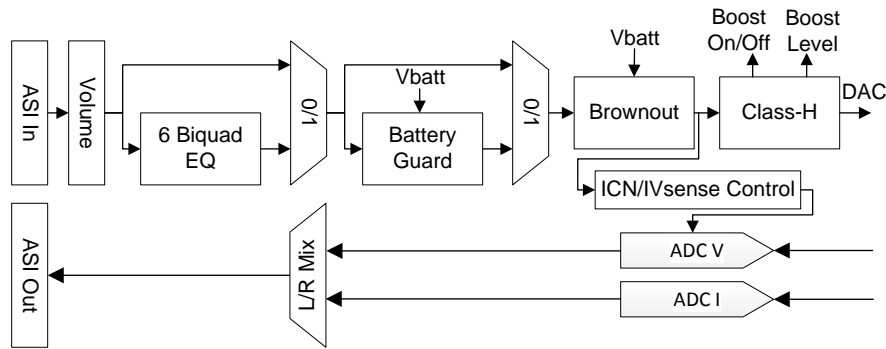 ASI In
Volume
6 Biquad
EQ
0/1
Vbatt
Battery
Guard
0/1
Vbatt
Brownout
Boost
On/Off
Boost
Level
Class-H
DAC
ICN/IVsense Control
ASI Out
L/R Mix
ADC V
ADC I